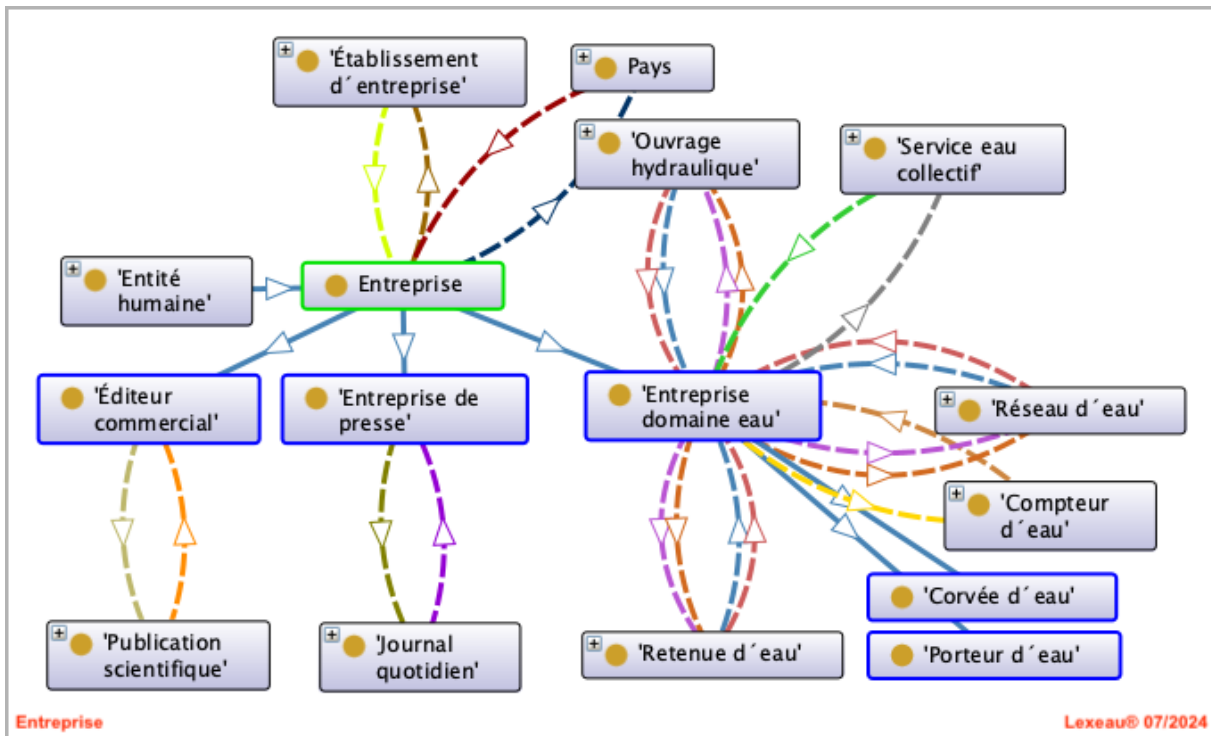 'Établissement
d´entreprise'
Pays
'Ouvrage
hydraulique'
'Service eau
collectif'
'Entité
humaine'
Entreprise
'Éditeur
commercial'
'Entreprise de
presse'
'Entreprise
domaine eau'
'Réseau d´eau'
'Compteur
d´eau'
'Corvée d´eau'
'Porteur d´eau'
'Publication
scientifique'
'Journal
quotidien'
'Retenue d´eau'
Entreprise
Lexeau® 07/2024